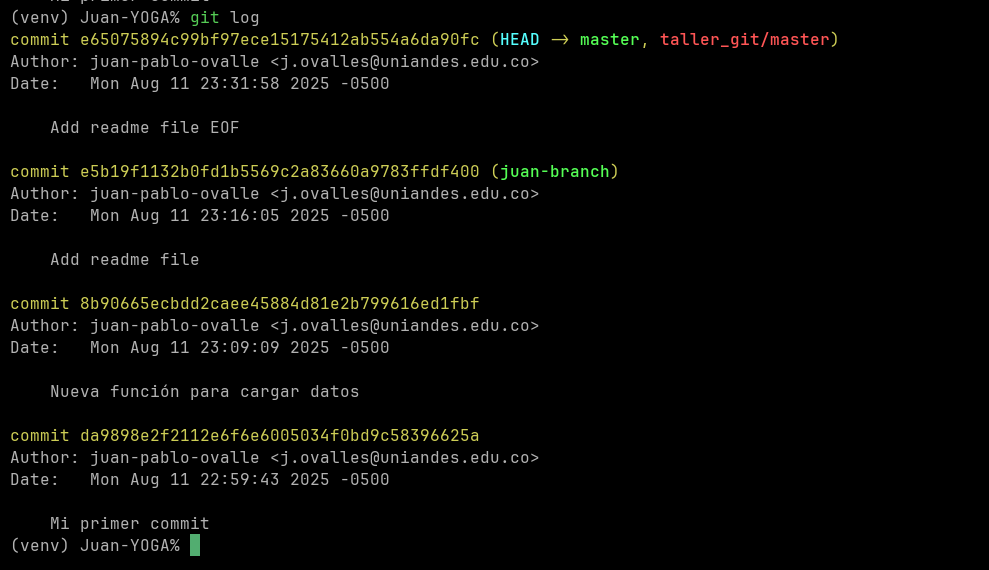 (venv) Juan-YOGA% git log
commit e65075894c99bf97ece15175412ab554a6da90fc (HEAD -> master, taller_git/master)
Author: juan-pablo-ovalle <j.ovalles@uniandes.edu.co>
Date:   Mon Aug 11 23:31:58 2025 -0500
    Add readme file EOF
commit e5b19f1132b0fd1b5569c2a83660a9783ffdf400 (juan-branch)
Author: juan-pablo-ovalle <j.ovalles@uniandes.edu.co>
Date:   Mon Aug 11 23:16:05 2025 -0500
    Add readme file
commit 8b90665ecbdd2caee45884d81e2b799616ed1fbf
Author: juan-pablo-ovalle <j.ovalles@uniandes.edu.co>
Date:   Mon Aug 11 23:09:09 2025 -0500
    Nueva función para cargar datos
commit da9898e2f2112e6f6e6005034f0bd9c58396625a
Author: juan-pablo-ovalle <j.ovalles@uniandes.edu.co>
Date:   Mon Aug 11 22:59:43 2025 -0500
    Mi primer commit
(venv) Juan-YOGA%